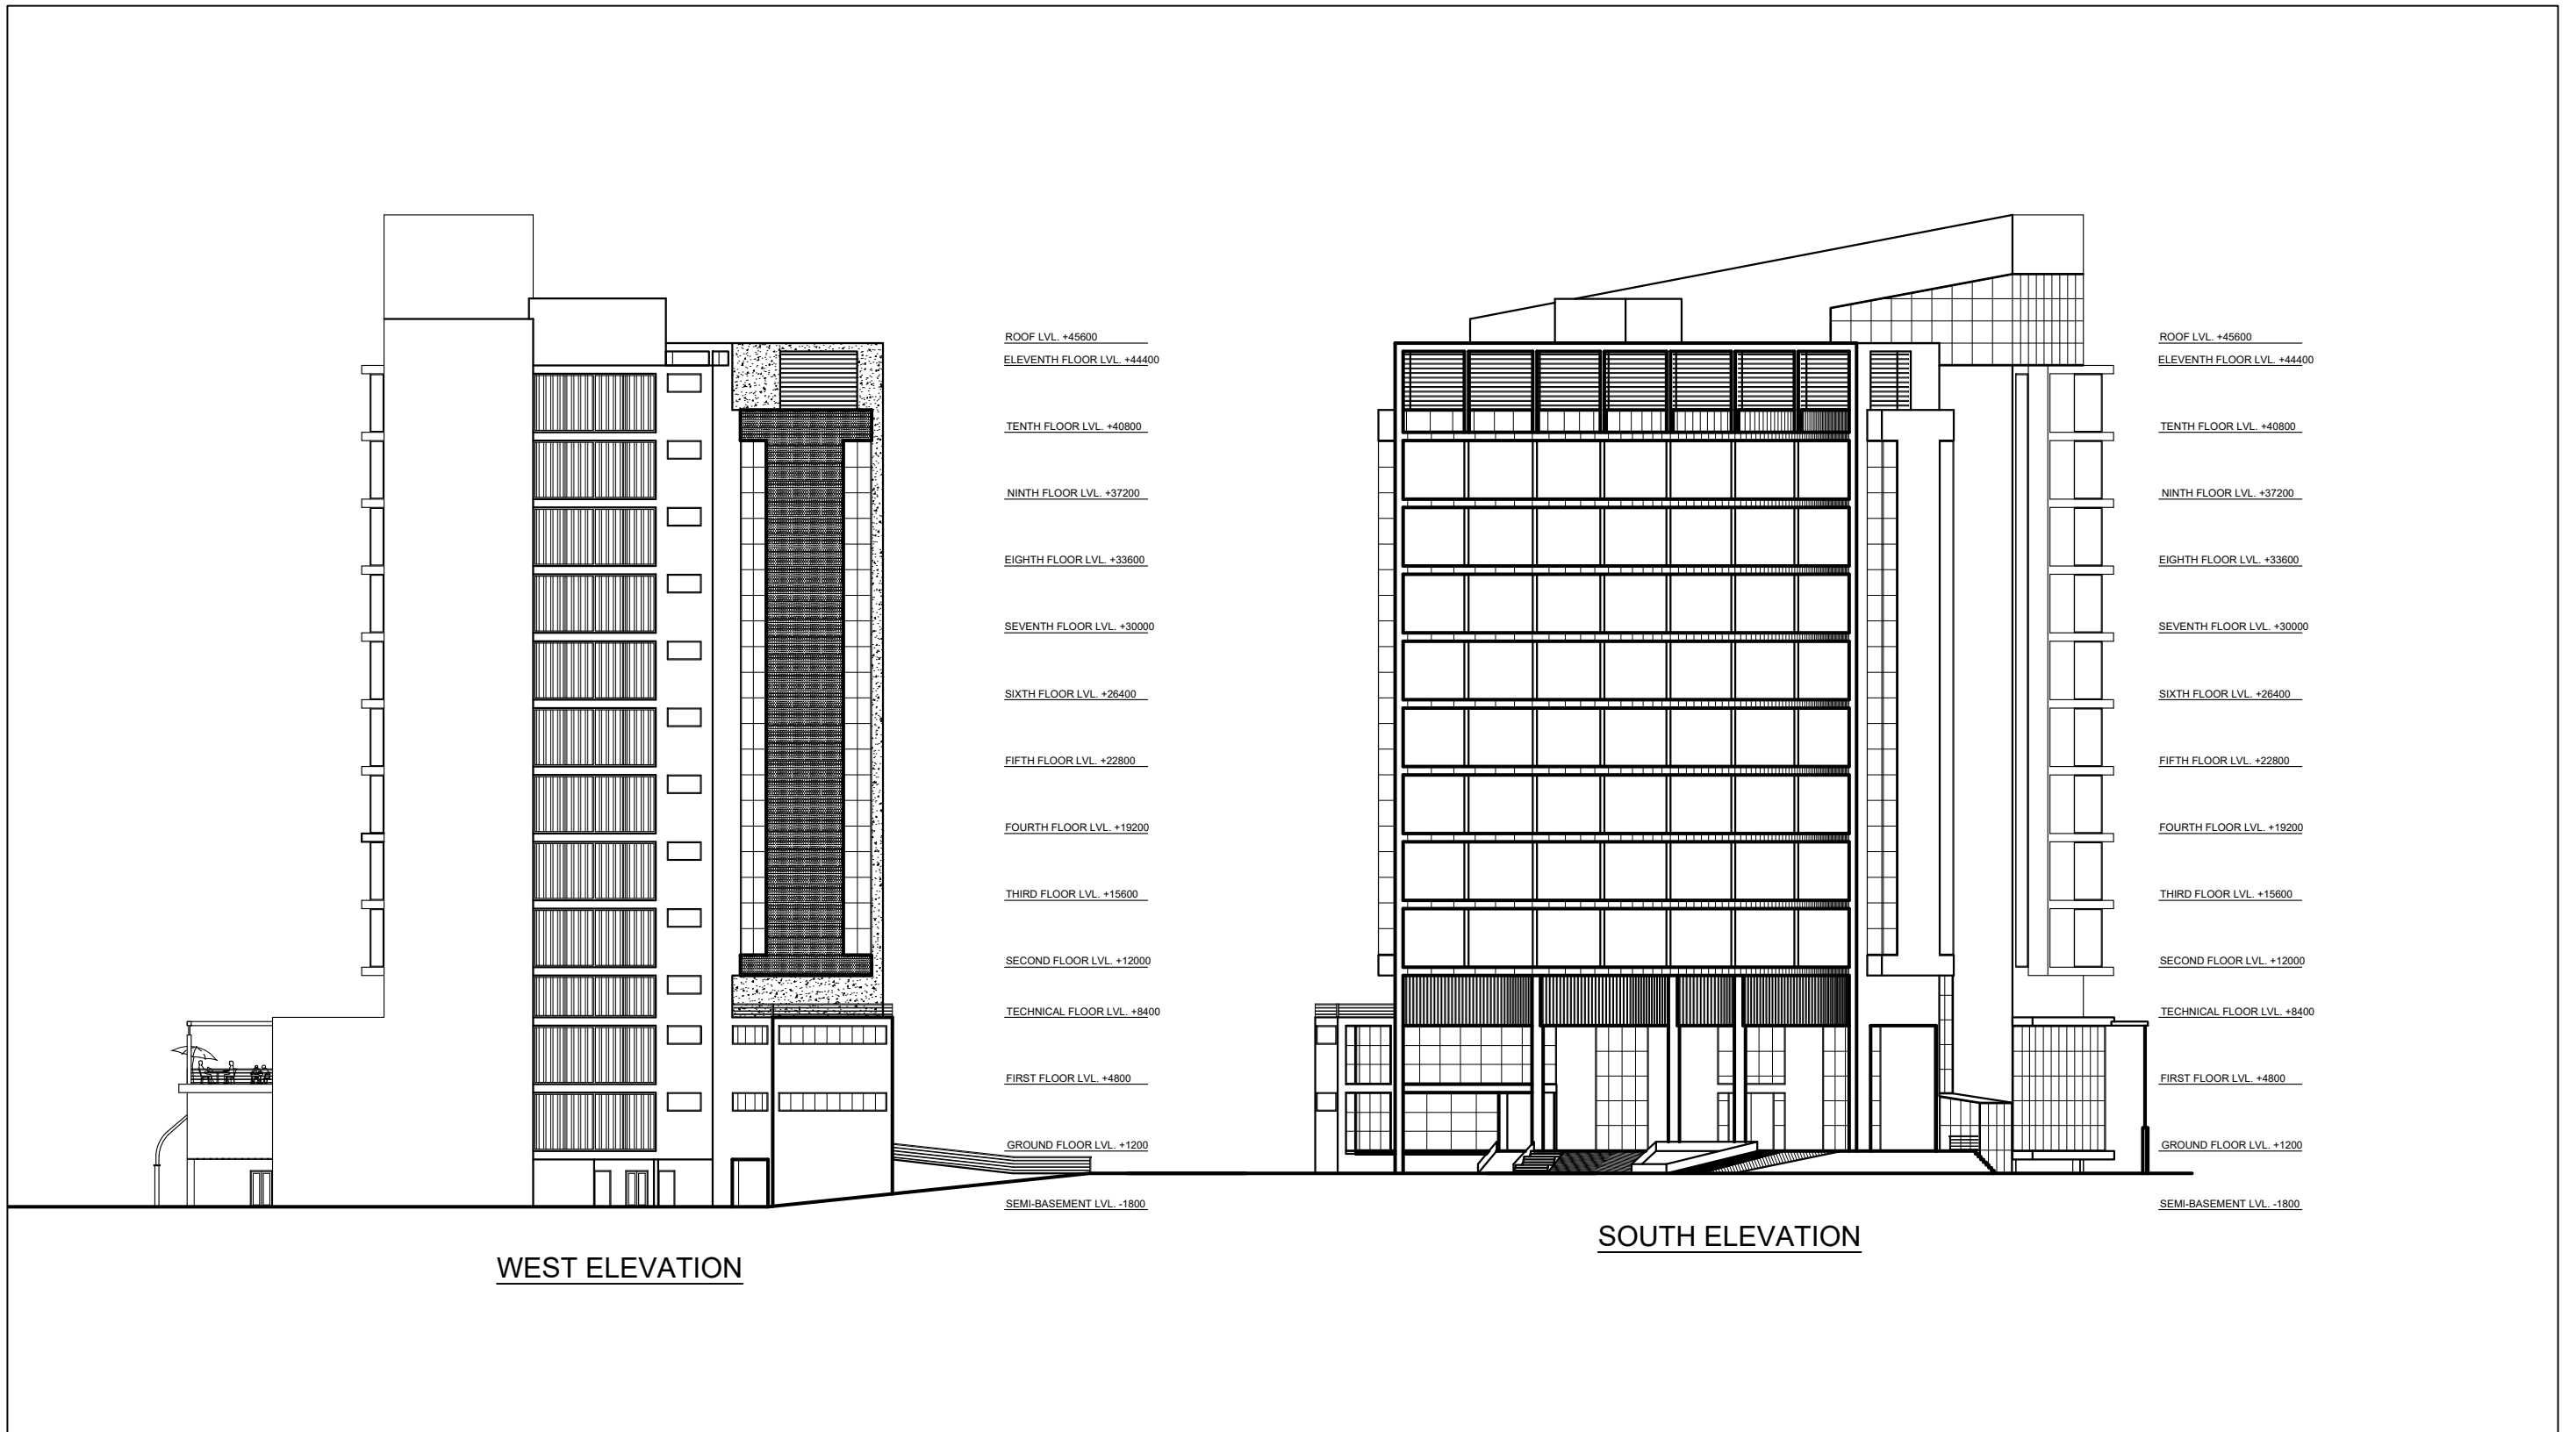 ROOF LVL. +45600
ELEVENTH FLOOR LVL. +44400
TENTH FLOOR LVL. +40800
NINTH FLOOR LVL. +37200
EIGHTH FLOOR LVL. +33600
SEVENTH FLOOR LVL. +30000
SIXTH FLOOR LVL. +26400
FIFTH FLOOR LVL. +22800
FOURTH FLOOR LVL. +19200
THIRD FLOOR LVL. +15600
SECOND FLOOR LVL. +12000
TECHNICAL FLOOR LVL. +8400
FIRST FLOOR LVL. +4800
GROUND FLOOR LVL. +1200
SEMI-BASEMENT LVL. -1800
WEST ELEVATION
ROOF LVL. +45600
ELEVENTH FLOOR LVL. +44400
TENTH FLOOR LVL. +40800
NINTH FLOOR LVL. +37200
EIGHTH FLOOR LVL. +33600
SEVENTH FLOOR LVL. +30000
SIXTH FLOOR LVL. +26400
FIFTH FLOOR LVL. +22800
FOURTH FLOOR LVL. +19200
THIRD FLOOR LVL. +15600
SECOND FLOOR LVL. +12000
TECHNICAL FLOOR LVL. +8400
FIRST FLOOR LVL. +4800
GROUND FLOOR LVL. +1200
SEMI-BASEMENT LVL. -1800
SOUTH ELEVATION